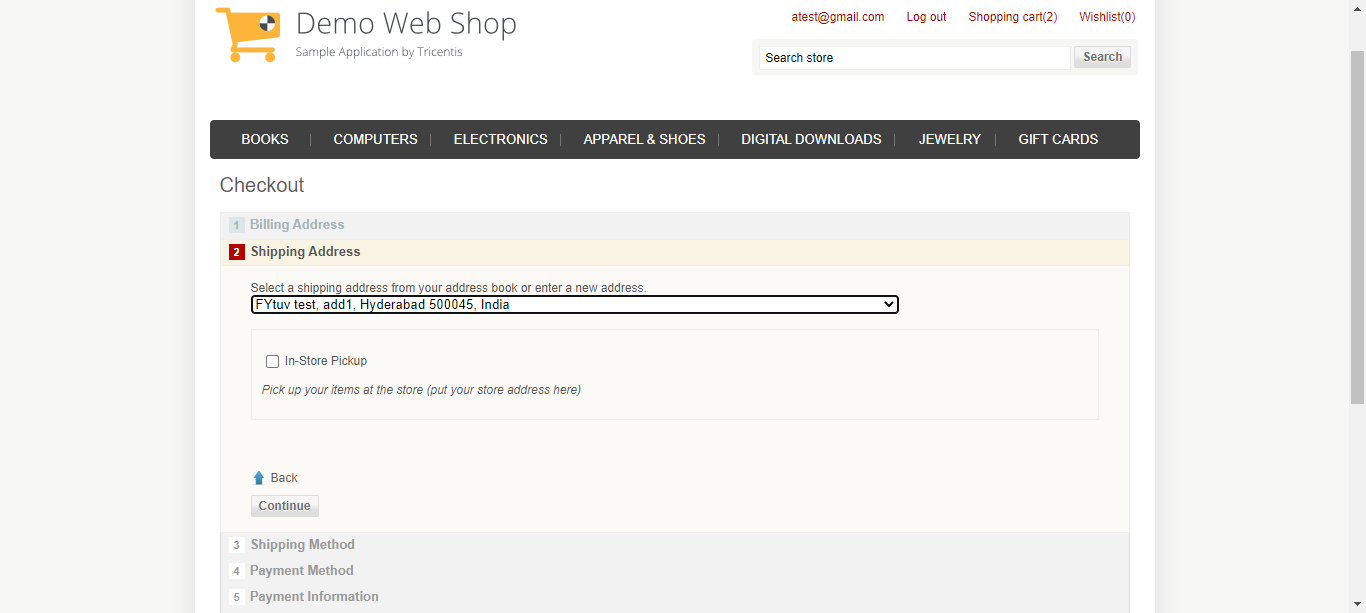 Demo Web Shop
Sample Application by Tricentis
atest@gmail.com Log out Shopping cart(2) Wishlist(0)
Search store Search
BOOKS COMPUTERS ELECTRONICS APPAREL & SHOES DIGITAL DOWNLOADS JEWELRY GIFT CARDS
Checkout
1 Billing Address
2 Shipping Address
Select a shipping address from your address book or enter a new address.
FYtuv test, add1, Hyderabad 500045, India
In-Store Pickup
Pick up your items at the store (put your store address here)
Back
Continue
3 Shipping Method
4 Payment Method
5 Payment Information